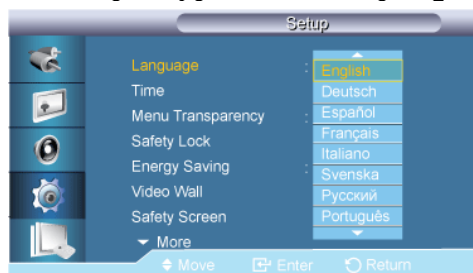 Setup
Language : English
Time Deutsch
Menu Transparency : Español
Safety Lock Français
Italiano
Energy Saving : Svenska
Video Wall Русский
Safety Screen Português
More
Move Enter Return